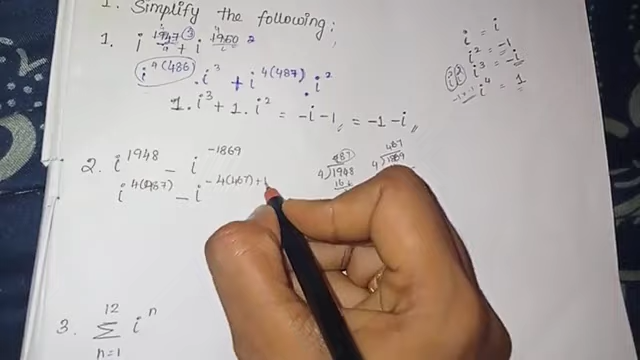 1. Simplify the following:
1. i^1947 + i^1950
i^4(486) . i^3 + i^4(487) . i^2
1. i^3 + 1. i^2 = -i-1, = -1-i,,
i = i
i^2 = -1
i^3 = -i
i^4 = 1
2. i^1948 - i^-1869
i^4(467) - i^-4(467)+1
487
4)1948
16
467
4)1869
3. 12
Σ i^n
n=1